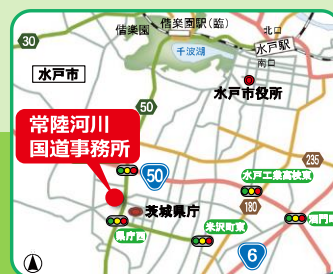 偕楽園
偕楽園駅(臨)
北口
水戸駅
南口
千波湖
30
水戸市
水戸市役所
50
常陸河川
国道事務所
50
235
水戸工業高校東
180
茨城県庁
県庁西
米沢町東
6